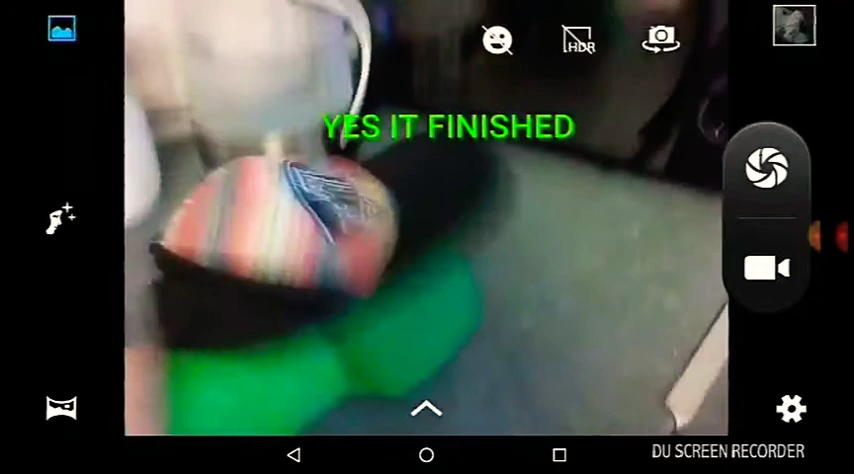 HDR
YES IT FINISHED
DU SCREEN RECORDER